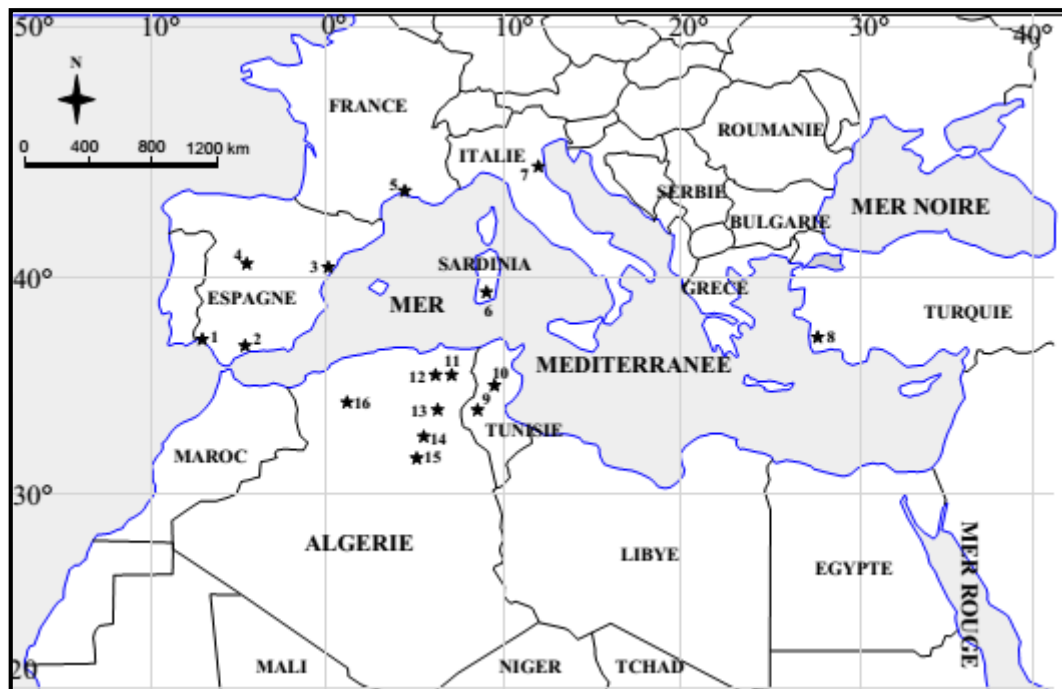 50° 10° 0° 10° 20° 30° 40°
N
FRANCE
ROUMANIE
0 400 800 1200 km
ITALIE
7
5
SERBIE
MER NOIRE
BULGARIE
4
3
SARDINIA
40°
ESPAGNE
GRECE
MER
6
TURQUIE
1
2
8
MEDITERRANEE
11
12
10
16
13
9
TUNISIE
14
MAROC
15
30°
ALGERIE
LIBYE
EGYPTE
MER ROUGE
MALI
NIGER
TCHAD
20